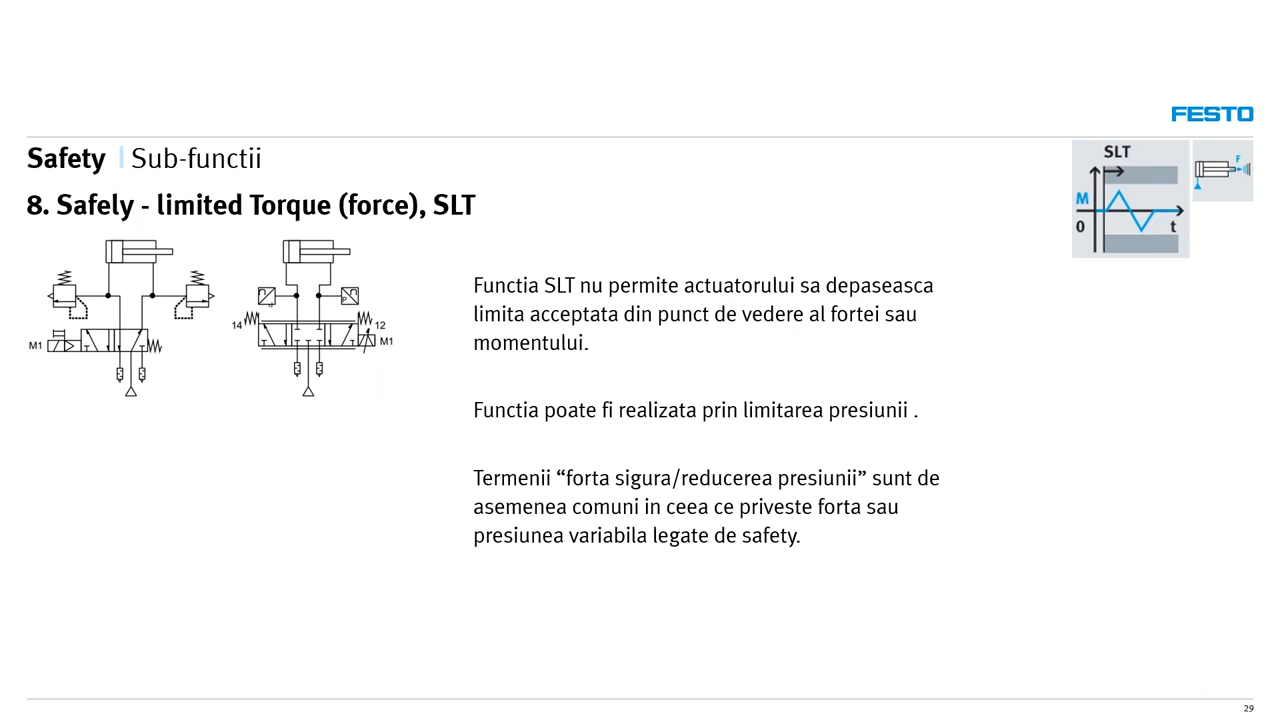 FESTO
Safety | Sub-functii
8. Safely - limited Torque (force), SLT
SLT
M
0
t
F
M1
14
12
M1
P
Functia SLT nu permite actuatorului sa depaseasca
limita acceptata din punct de vedere al fortei sau
momentului.
Functia poate fi realizata prin limitarea presiunii .
Termenii “forta sigura/reducerea presiunii” sunt de
asemenea comuni in ceea ce priveste forta sau
presiunea variabila legate de safety.
29